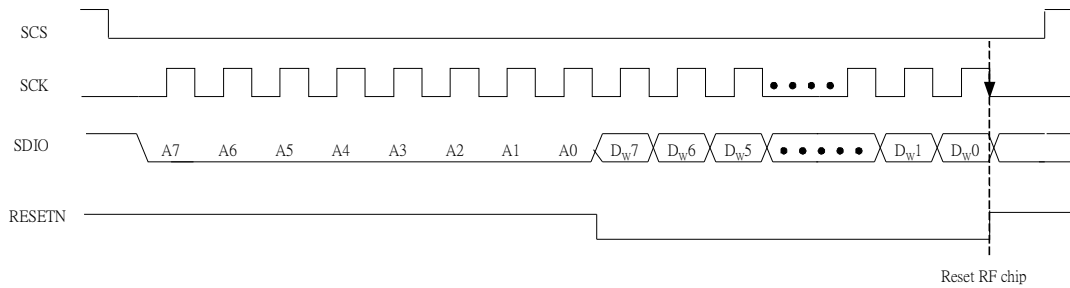 SCS
SCK
SDIO A7 A6 A5 A4 A3 A2 A1 A0 DW7 DW6 DW5 DW1 DW0
RESETN
Reset RF chip